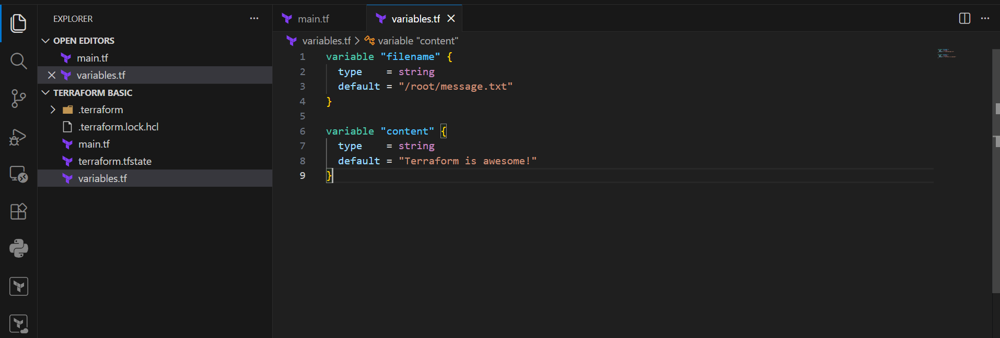 EXPLORER
OPEN EDITORS
main.tf
variables.tf
TERRAFORM BASIC
.terraform
.terraform.lock.hcl
main.tf
terraform.tfstate
variables.tf
main.tf
variables.tf
variables.tf > variable "content"
1 variable "filename" {
2   type    = string
3   default = "/root/message.txt"
4 }
5
6 variable "content" {
7   type    = string
8   default = "Terraform is awesome!"
9 }